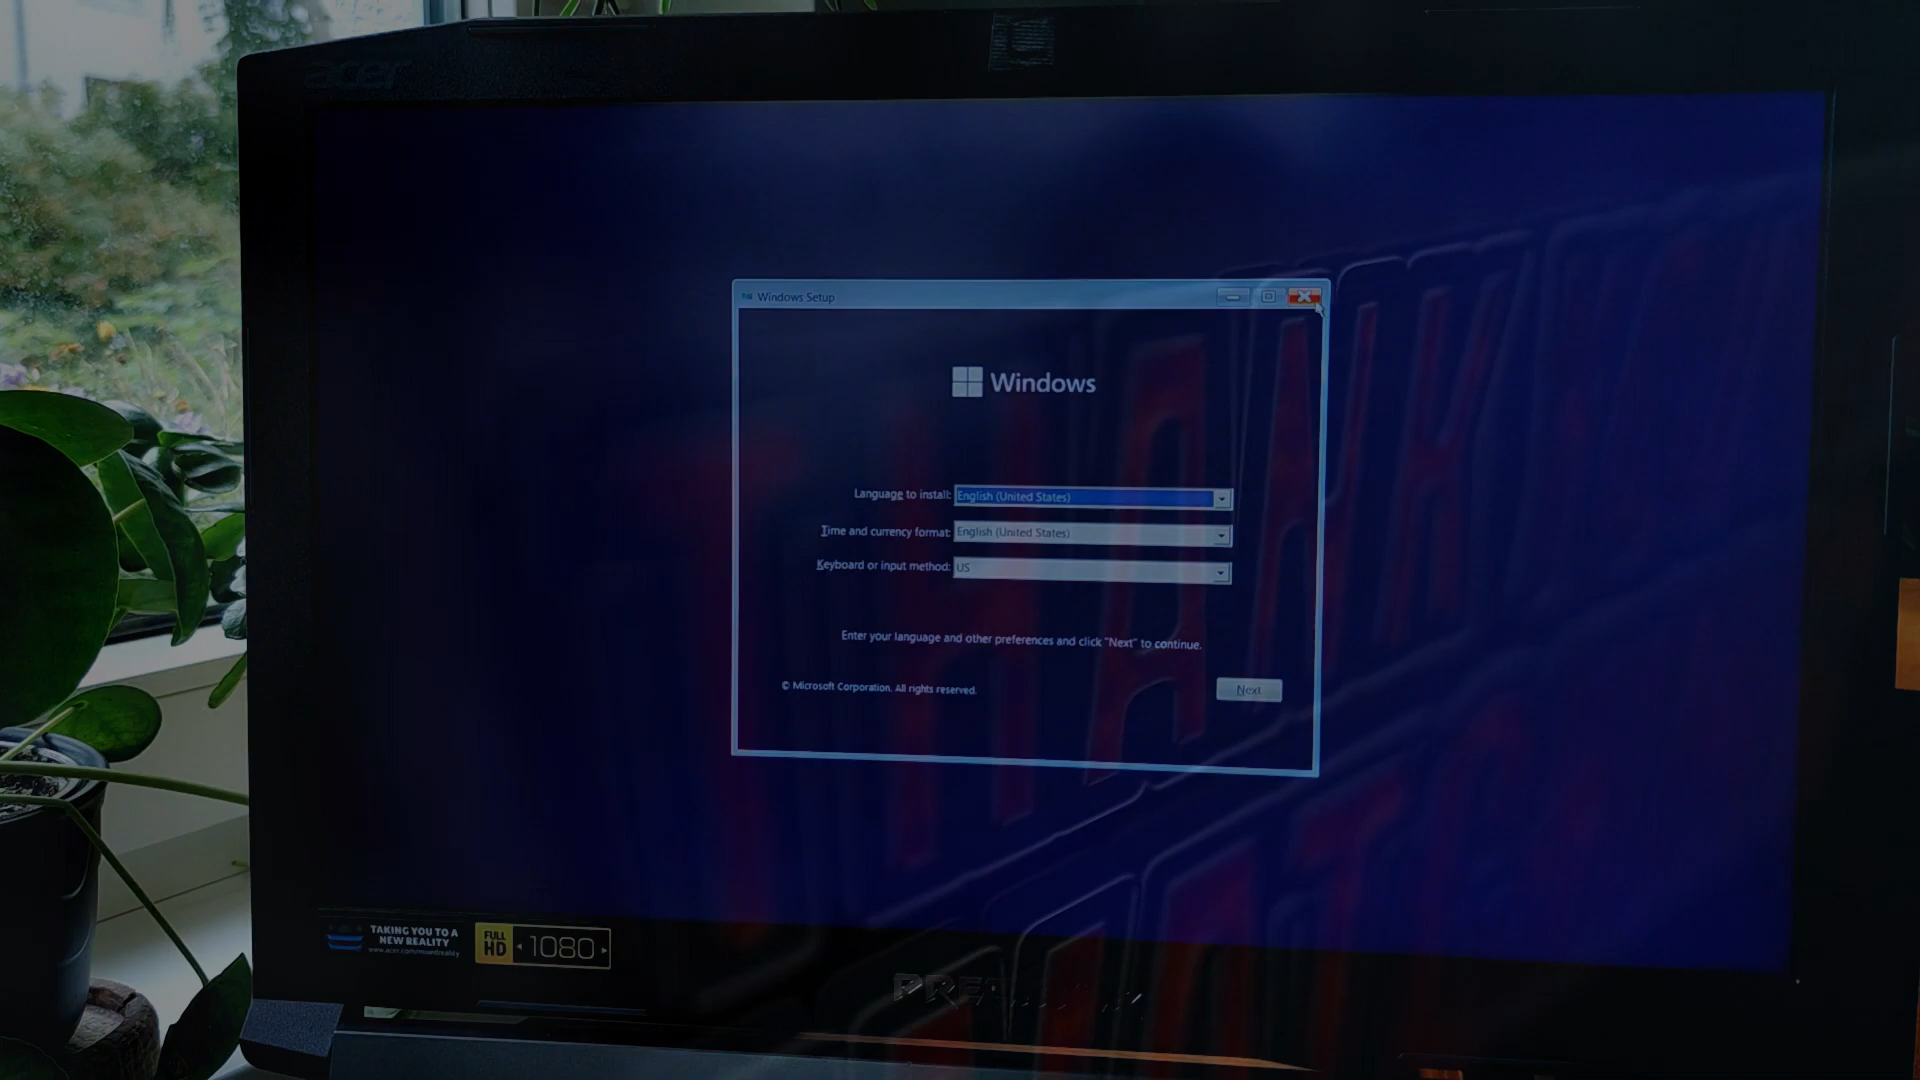 acer
Windows Setup
Windows
Language to install: English (United States)
Time and currency format: English (United States)
Keyboard or input method: US
Enter your language and other preferences and click "Next" to continue.
© Microsoft Corporation. All rights reserved.
Next
TAKING YOU TO A
NEW REALITY
FULL
HD 1080